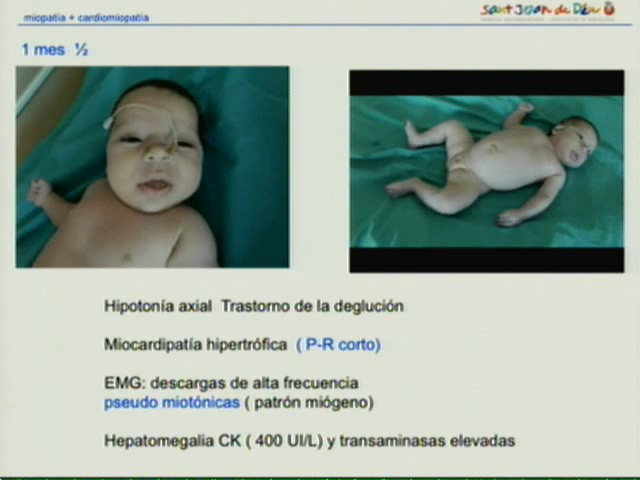 miopatía + cardiomiopatía
Sant Joan de Déu
1 mes ½
Hipotonía axial Trastorno de la deglución
Miocardipatía hipertrófica ( P-R corto)
EMG: descargas de alta frecuencia
pseudo miotónicas ( patrón miógeno)
Hepatomegalia CK ( 400 UI/L) y transaminasas elevadas